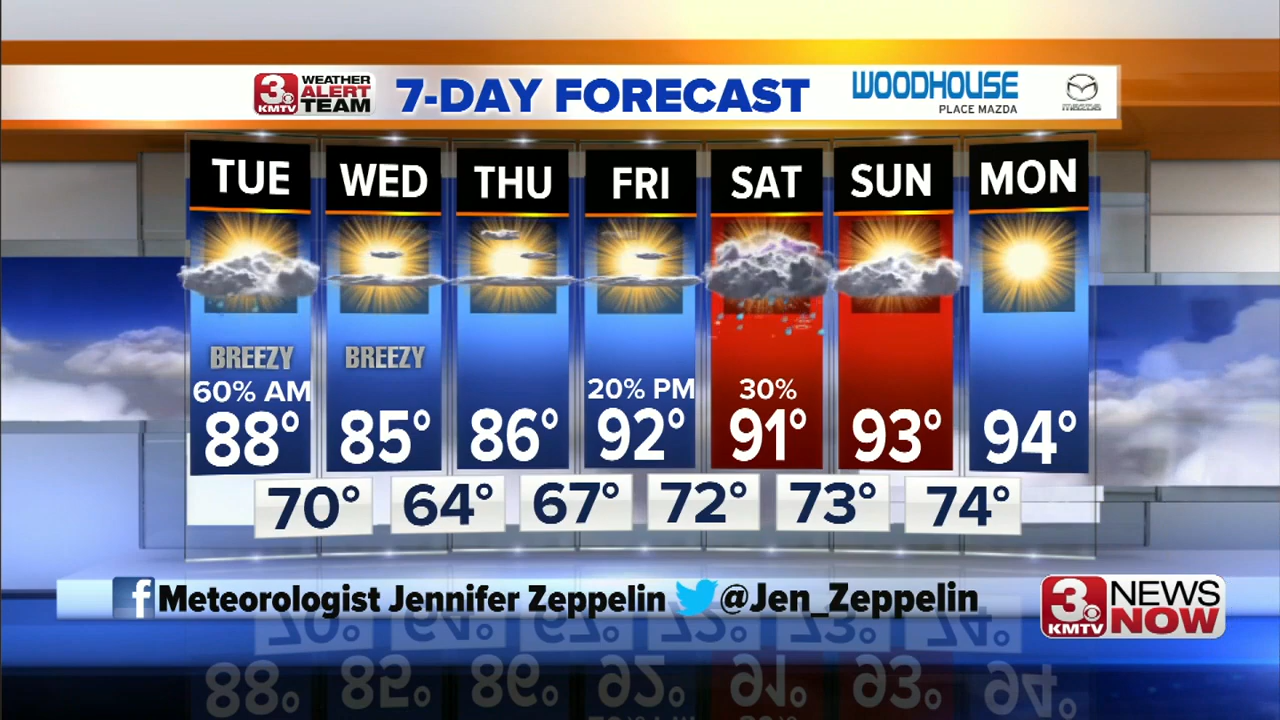 3 KMTV WEATHER ALERT TEAM 7-DAY FORECAST WOODHOUSE PLACE MAZDA mazda
TUE WED THU FRI SAT SUN MON
BREEZY BREEZY
60% AM 20% PM 30%
88° 85° 86° 92° 91° 93° 94°
70° 64° 67° 72° 73° 74°
f Meteorologist Jennifer Zeppelin @Jen_Zeppelin 3 KMTV NEWS NOW